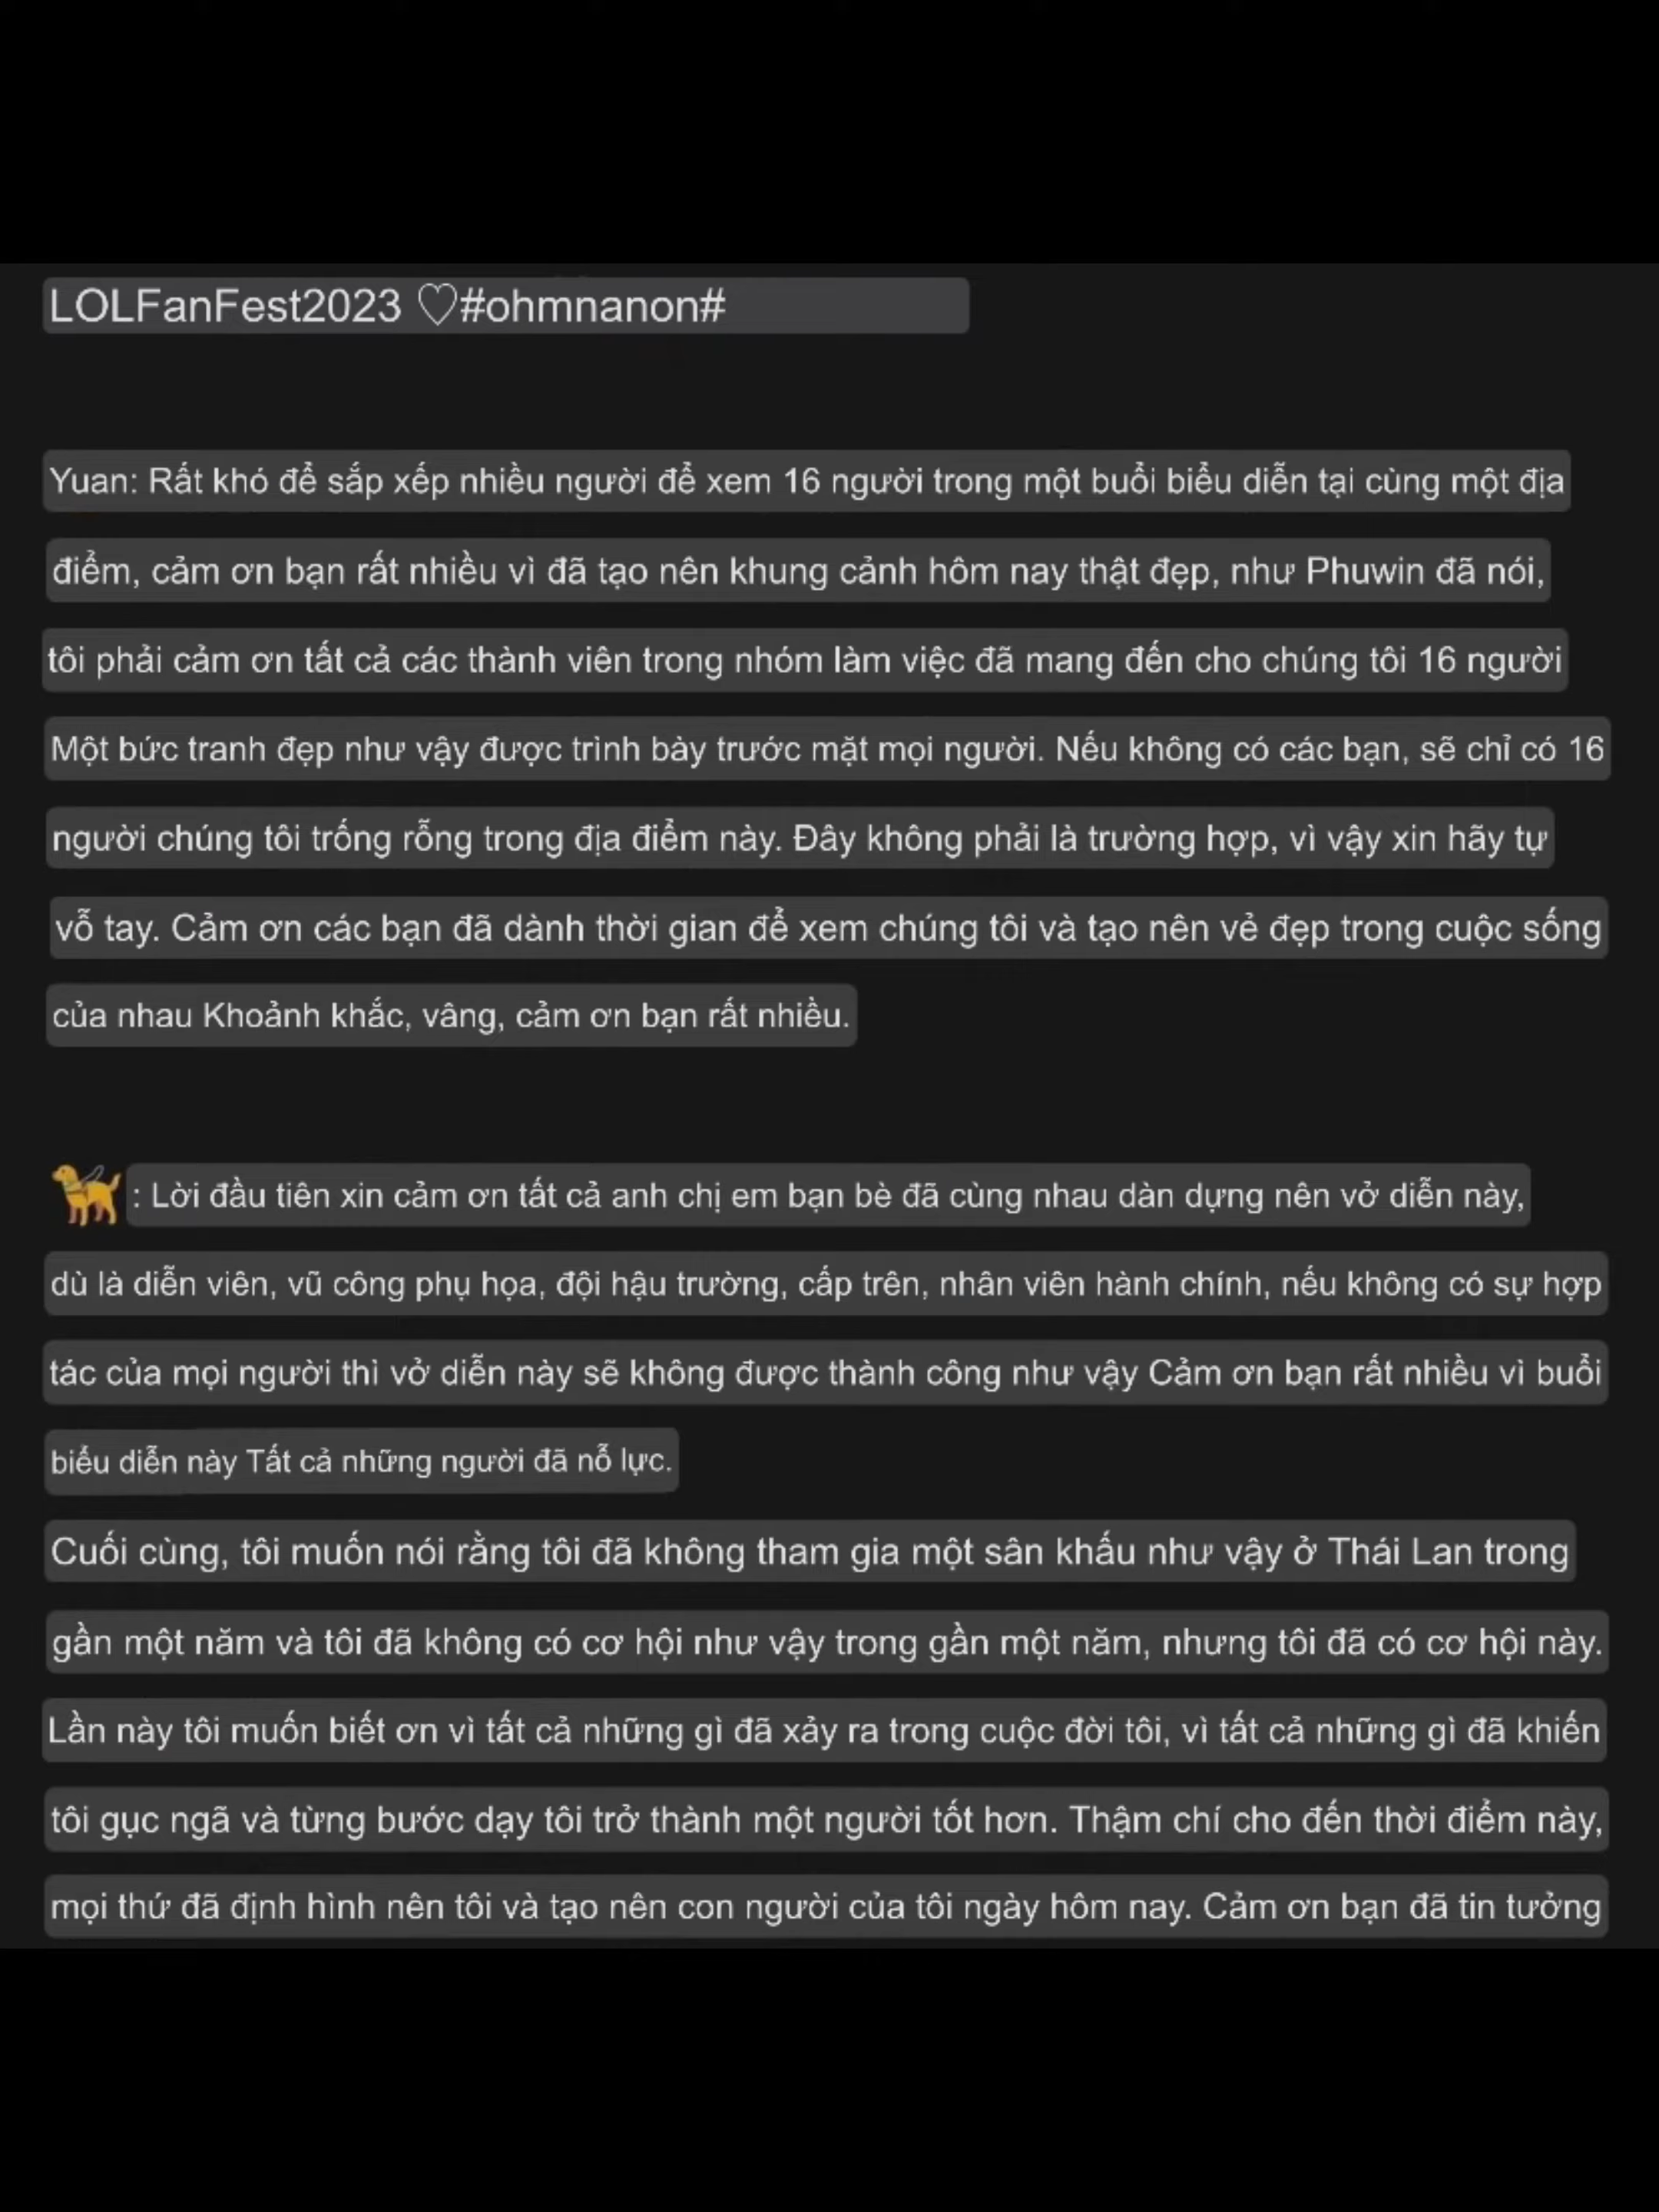 LOLFanFest2023 ♡#ohmnanon#
Yuan: Rất khó để sắp xếp nhiều người để xem 16 người trong một buổi biểu diễn tại cùng một địa
điểm, cảm ơn bạn rất nhiều vì đã tạo nên khung cảnh hôm nay thật đẹp, như Phuwin đã nói,
tôi phải cảm ơn tất cả các thành viên trong nhóm làm việc đã mang đến cho chúng tôi 16 người
Một bức tranh đẹp như vậy được trình bày trước mặt mọi người. Nếu không có các bạn, sẽ chỉ có 16
người chúng tôi trống rỗng trong địa điểm này. Đây không phải là trường hợp, vì vậy xin hãy tự
vỗ tay. Cảm ơn các bạn đã dành thời gian để xem chúng tôi và tạo nên vẻ đẹp trong cuộc sống
của nhau Khoảnh khắc, vâng, cảm ơn bạn rất nhiều.
🦮: Lời đầu tiên xin cảm ơn tất cả anh chị em bạn bè đã cùng nhau dàn dựng nên vở diễn này,
dù là diễn viên, vũ công phụ họa, đội hậu trường, cấp trên, nhân viên hành chính, nếu không có sự hợp
tác của mọi người thì vở diễn này sẽ không được thành công như vậy Cảm ơn bạn rất nhiều vì buổi
biểu diễn này Tất cả những người đã nỗ lực.
Cuối cùng, tôi muốn nói rằng tôi đã không tham gia một sân khấu như vậy ở Thái Lan trong
gần một năm và tôi đã không có cơ hội như vậy trong gần một năm, nhưng tôi đã có cơ hội này.
Lần này tôi muốn biết ơn vì tất cả những gì đã xảy ra trong cuộc đời tôi, vì tất cả những gì đã khiến
tôi gục ngã và từng bước dạy tôi trở thành một người tốt hơn. Thậm chí cho đến thời điểm này,
mọi thứ đã định hình nên tôi và tạo nên con người của tôi ngày hôm nay. Cảm ơn bạn đã tin tưởng